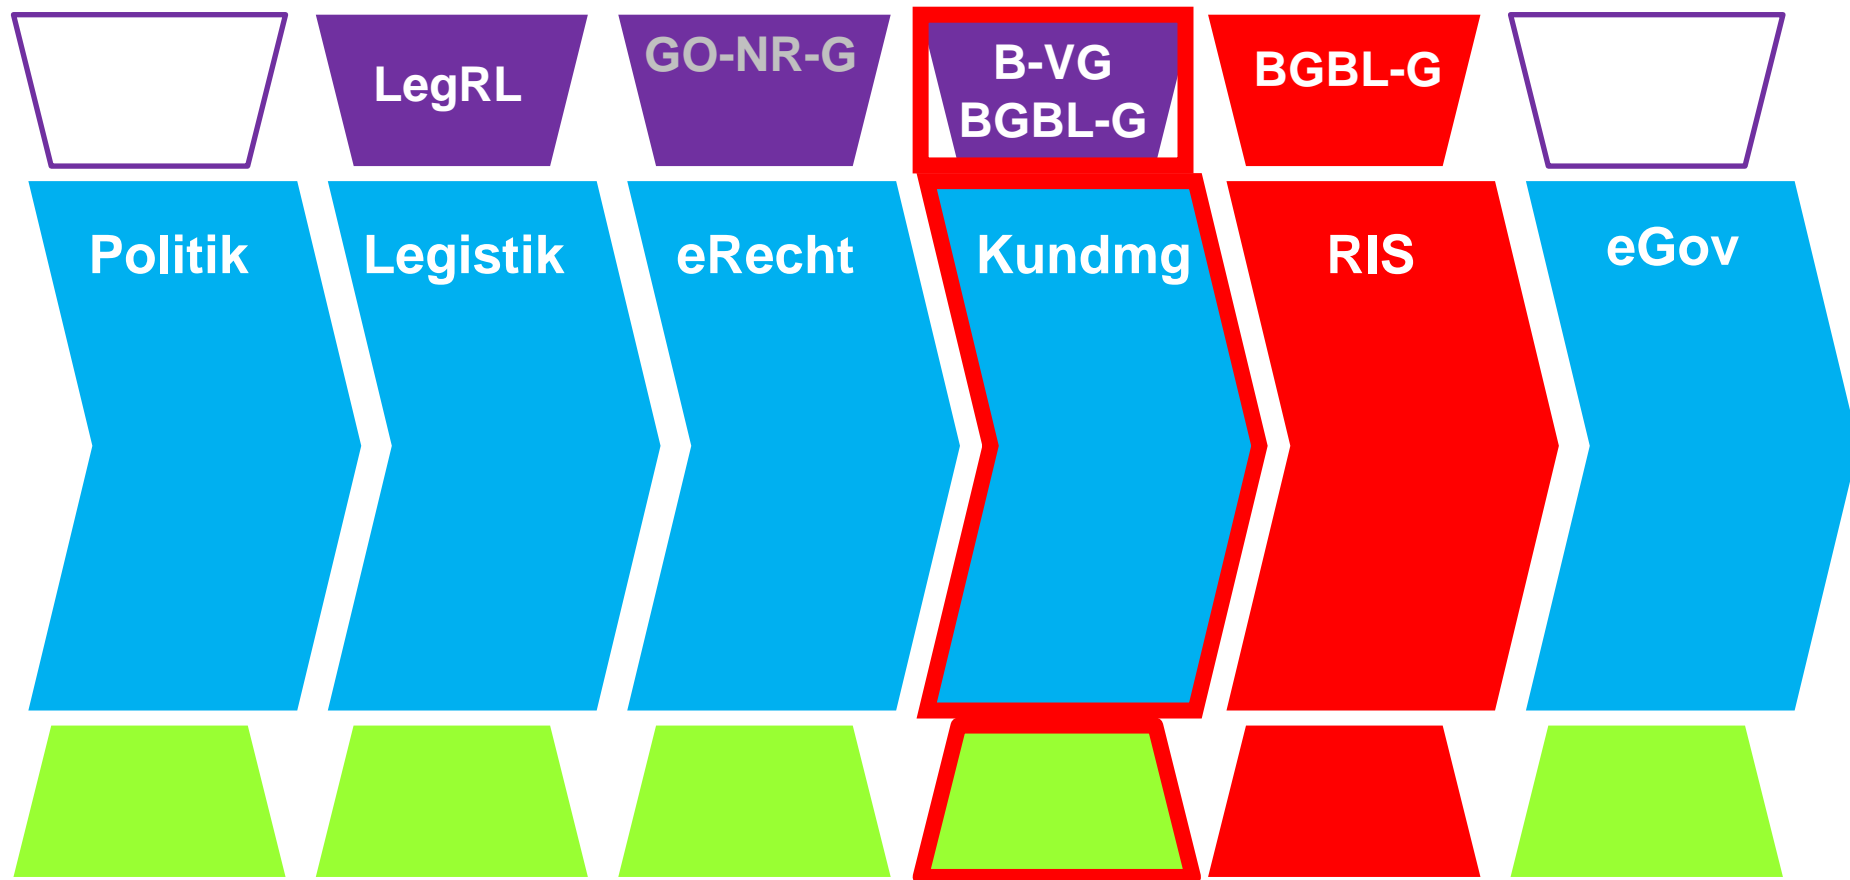 LegRL
GO-NR-G
B-VG
BGBL-G
BGBL-G
Politik
Legistik
eRecht
Kundmg
RIS
eGov